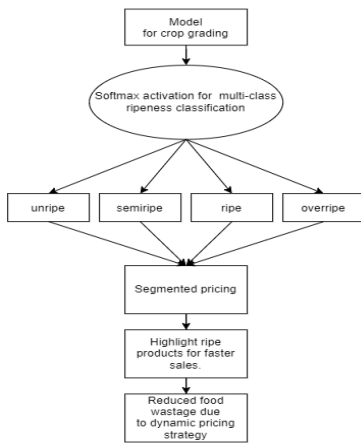 Model
for crop grading
Softmax activation for multi-class
ripeness classification
unripe
semiripe
ripe
overripe
Segmented pricing
Highlight ripe
products for faster
sales.
Reduced food
wastage due
to dynamic pricing
strategy